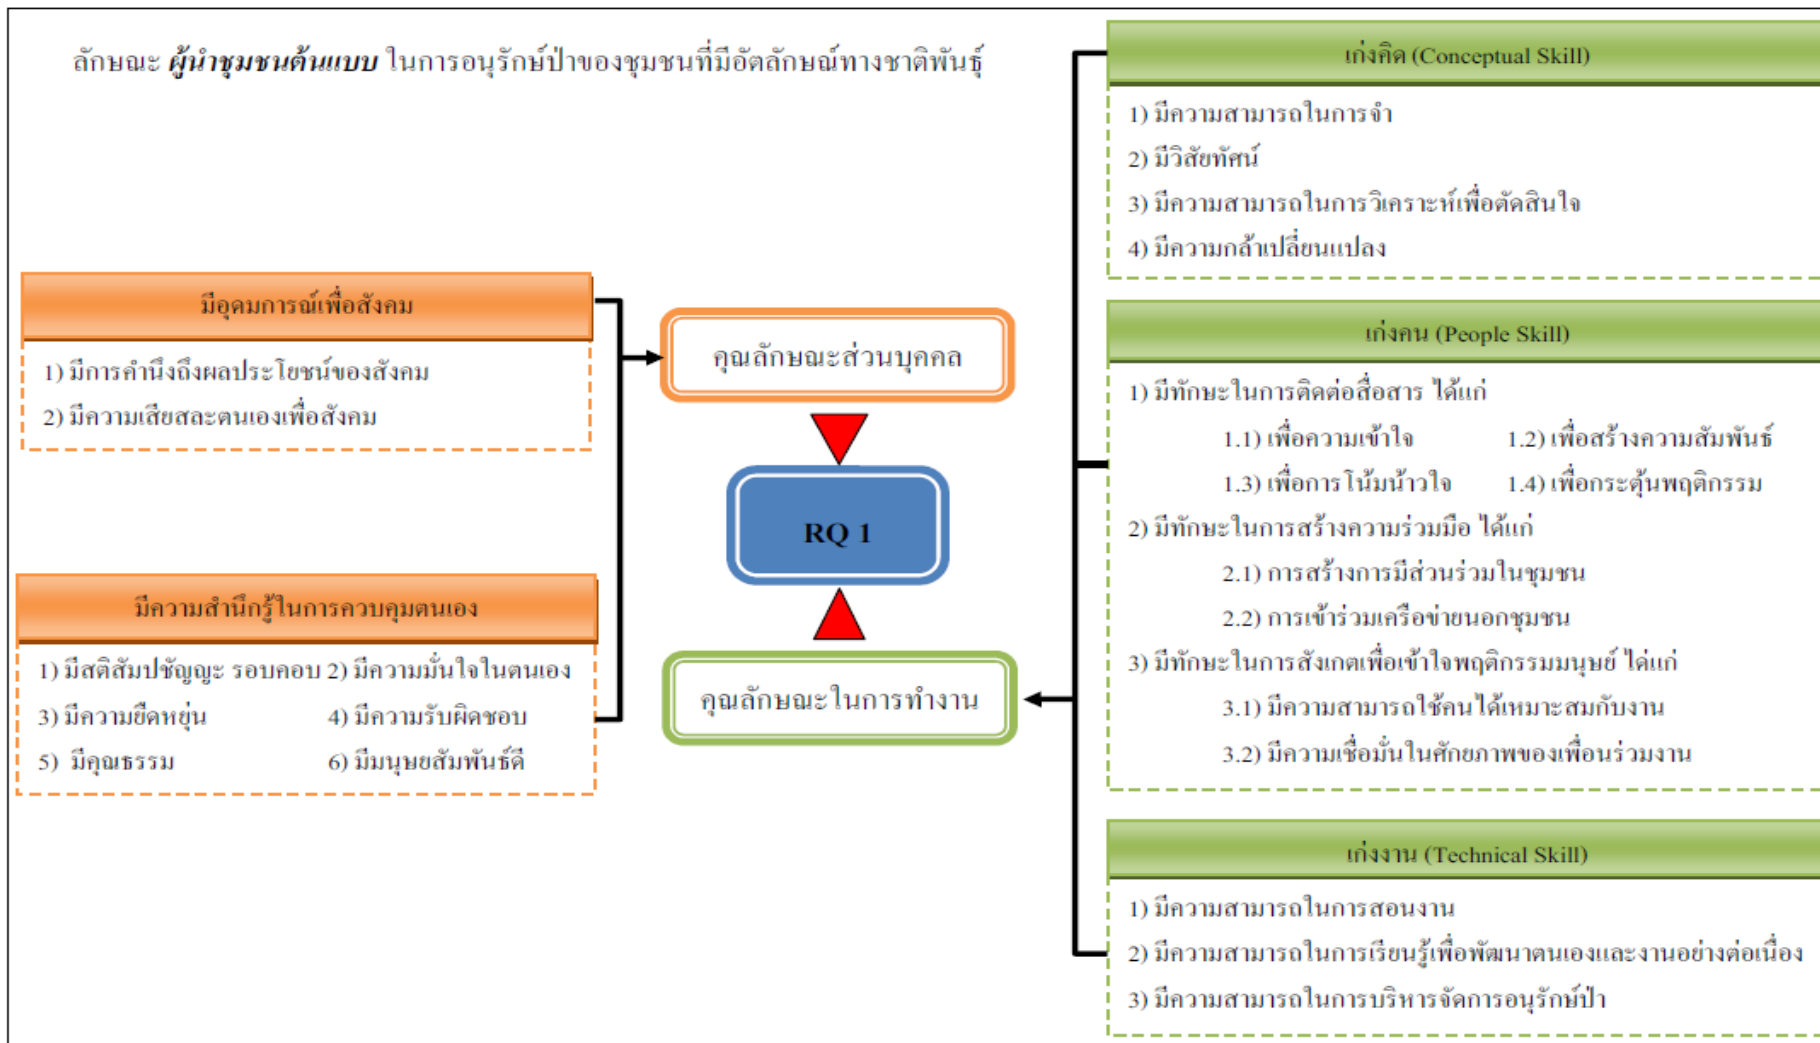 ลักษณะ ผู้นำชุมชนต้นแบบ ในการอนุรักษ์ป่าของชุมชนที่มีอัตลักษณ์ทางชาติพันธุ์
มีอุดมการณ์เพื่อสังคม
1) มีการคำนึงถึงผลประโยชน์ของสังคม
2) มีความเสียสละตนเองเพื่อสังคม
มีความสำนึกรู้ในการควบคุมตนเอง
1) มีสติสัมปชัญญะ รอบคอบ 2) มีความมั่นใจในตนเอง
3) มีความยืดหยุ่น 4) มีความรับผิดชอบ
5) มีคุณธรรม 6) มีมนุษยสัมพันธ์ดี
คุณลักษณะส่วนบุคคล
RQ 1
คุณลักษณะในการทำงาน
เก่งคิด (Conceptual Skill)
1) มีความสามารถในการจำ
2) มีวิสัยทัศน์
3) มีความสามารถในการวิเคราะห์เพื่อตัดสินใจ
4) มีความกล้าเปลี่ยนแปลง
เก่งคน (People Skill)
1) มีทักษะในการติดต่อสื่อสาร ได้แก่
1.1) เพื่อความเข้าใจ 1.2) เพื่อสร้างความสัมพันธ์
1.3) เพื่อการโน้มน้าวใจ 1.4) เพื่อกระตุ้นพฤติกรรม
2) มีทักษะในการสร้างความร่วมมือ ได้แก่
2.1) การสร้างการมีส่วนร่วมในชุมชน
2.2) การเข้าร่วมเครือข่ายนอกชุมชน
3) มีทักษะในการสังเกตเพื่อเข้าใจพฤติกรรมมนุษย์ ได่แก่
3.1) มีความสามารถใช้คนได้เหมาะสมกับงาน
3.2) มีความเชื่อมั่นในศักยภาพของเพื่อนร่วมงาน
เก่งงาน (Technical Skill)
1) มีความสามารถในการสอนงาน
2) มีความสามารถในการเรียนรู้เพื่อพัฒนาตนเองและงานอย่างต่อเนื่อง
3) มีความสามารถในการบริหารจัดการอนุรักษ์ป่า